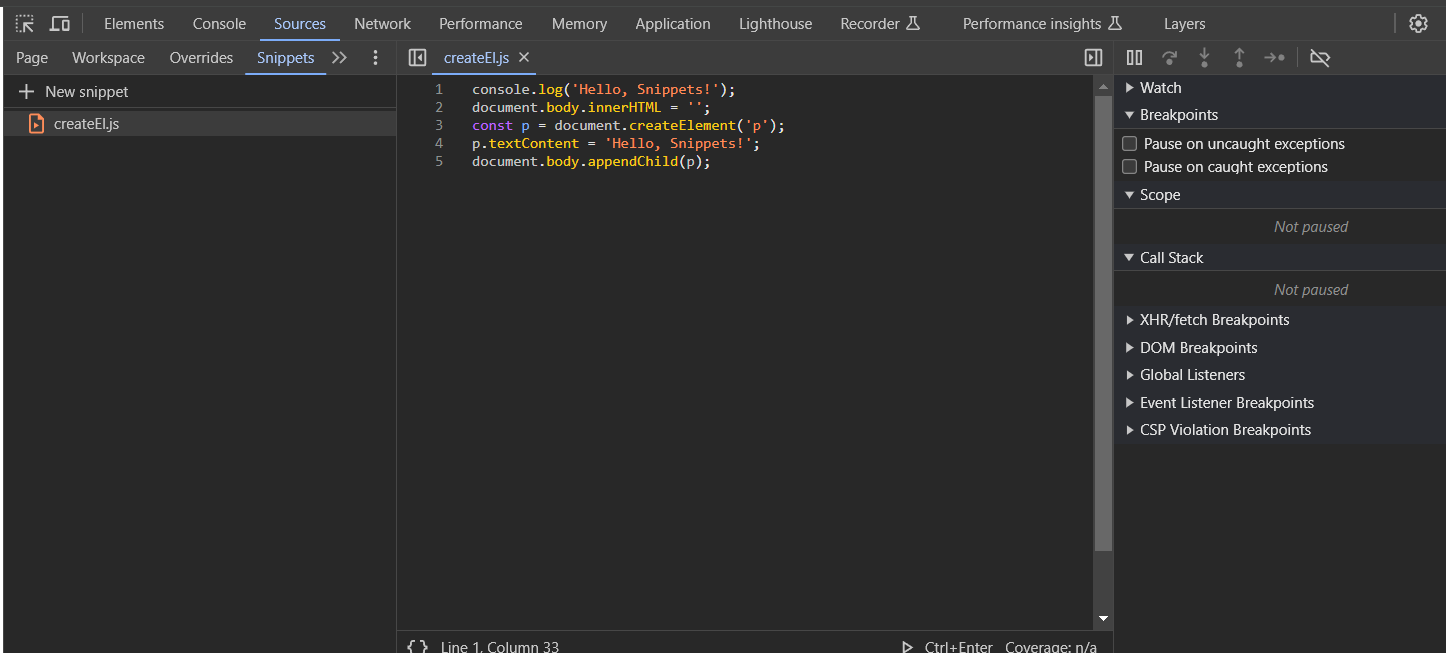 Elements Console Sources Network Performance Memory Application Lighthouse Recorder Performance insights Layers
Page Workspace Overrides Snippets
New snippet
createEl.js
createEl.js
1 console.log('Hello, Snippets!');
2 document.body.innerHTML = '';
3 const p = document.createElement('p');
4 p.textContent = 'Hello, Snippets!';
5 document.body.appendChild(p);
{ } Line 1, Column 33 Ctrl+Enter Coverage: n/a
Watch
Breakpoints
Pause on uncaught exceptions
Pause on caught exceptions
Scope
Not paused
Call Stack
Not paused
XHR/fetch Breakpoints
DOM Breakpoints
Global Listeners
Event Listener Breakpoints
CSP Violation Breakpoints